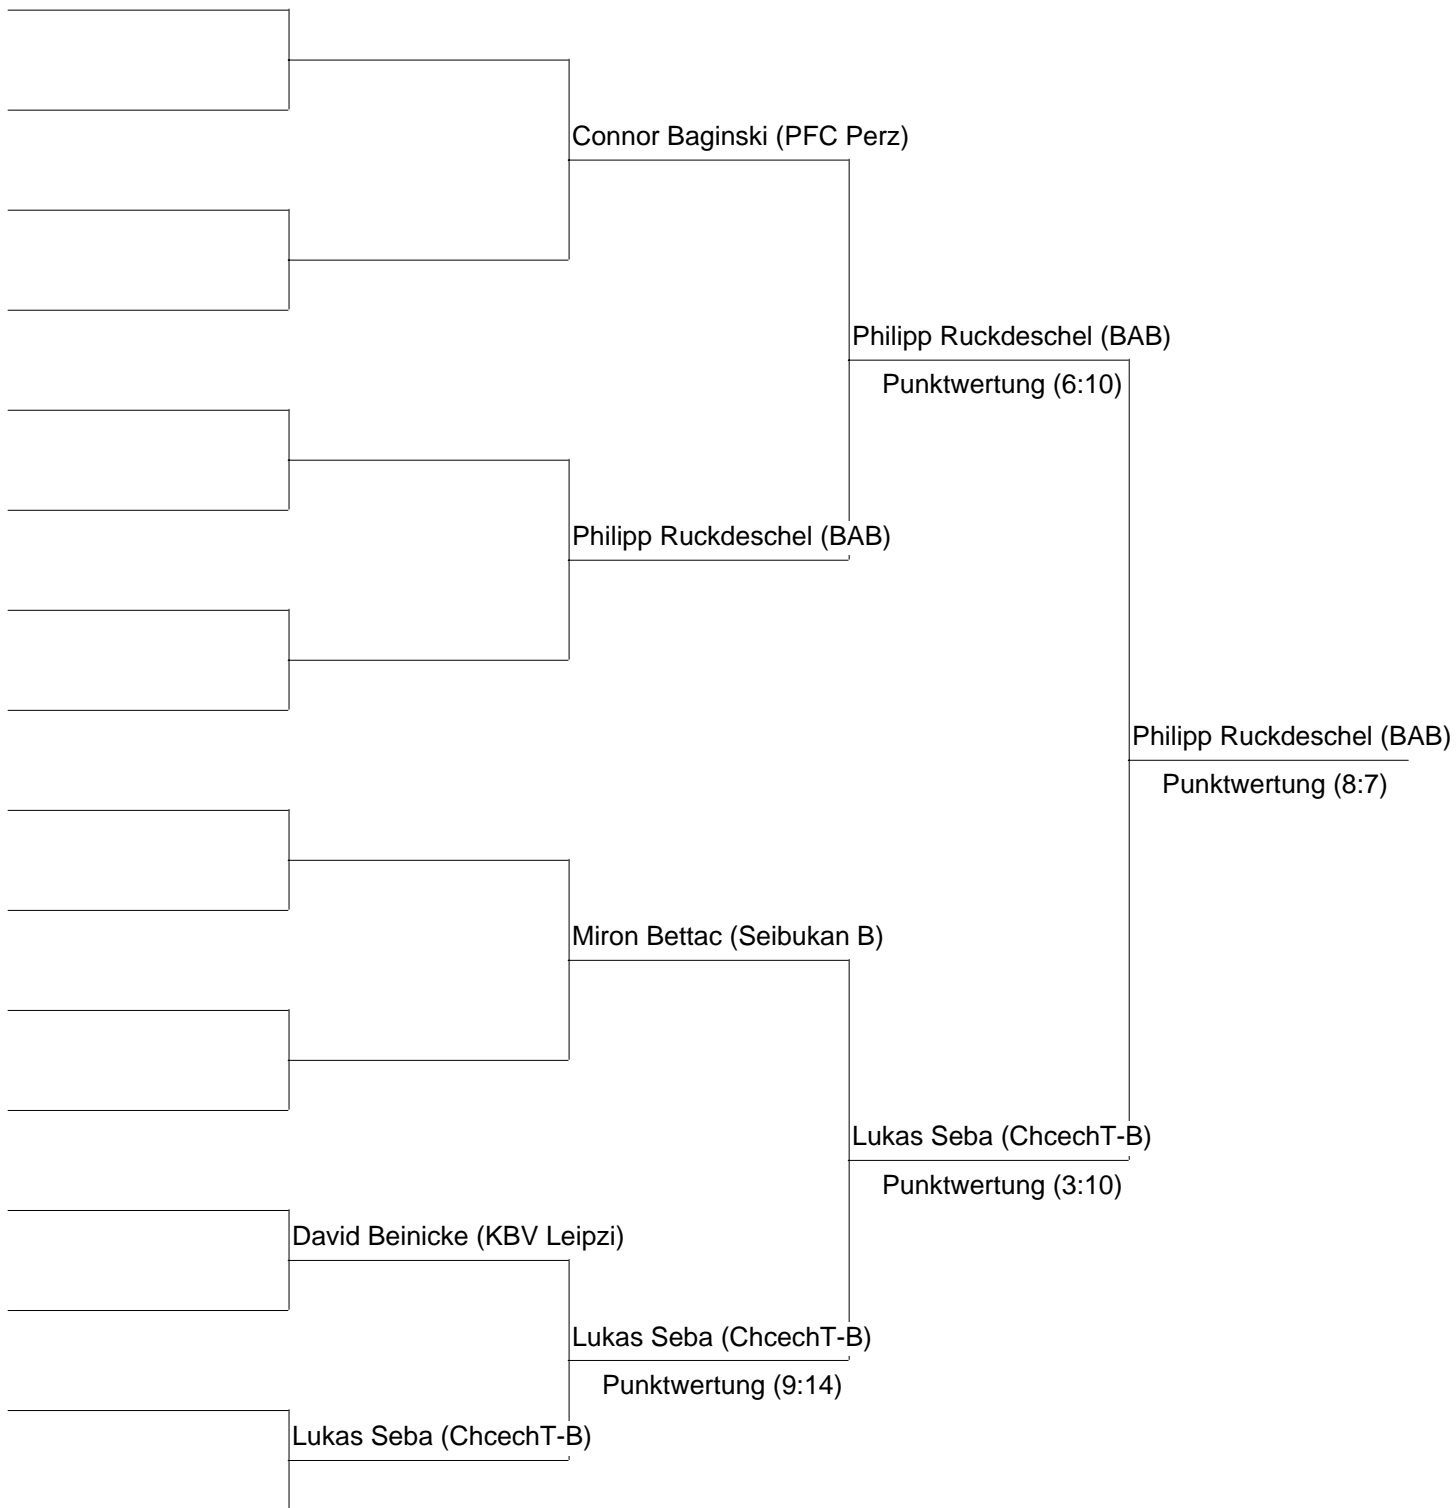 Connor Baginski (PFC Perz)
Philipp Ruckdeschel (BAB)
Punktwertung (6:10)
Philipp Ruckdeschel (BAB)
Philipp Ruckdeschel (BAB)
Punktwertung (8:7)
Miron Bettac (Seibukan B)
Lukas Seba (ChcechT-B)
Punktwertung (3:10)
David Beinicke (KBV Leipzi)
Lukas Seba (ChcechT-B)
Punktwertung (9:14)
Lukas Seba (ChcechT-B)